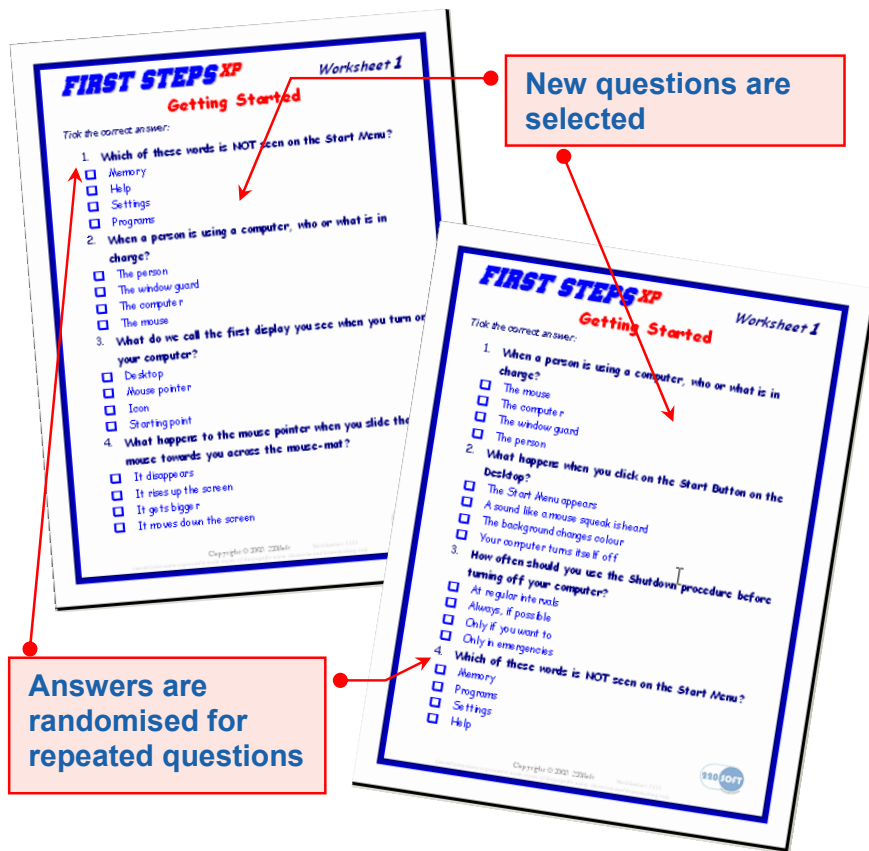 FIRST STEPS XP
Worksheet 1
Getting Started
Tick the correct answer:
1. Which of these words is NOT seen on the Start Menu?
Memory
Help
Settings
Programs
2. When a person is using a computer, who or what is in
charge?
The person
The window guard
The computer
The mouse
3. What do we call the first display you see when you turn on
your computer?
Desktop
Mouse pointer
Icon
Starting point
4. What happens to the mouse pointer when you slide the
mouse towards you across the mouse-mat?
It disappears
It rises up the screen
It gets bigger
It moves down the screen
New questions are
selected
FIRST STEPS XP
Worksheet 1
Getting Started
Tick the correct answer:
1. When a person is using a computer, who or what is in
charge?
The mouse
The computer
The window guard
The person
2. What happens when you click on the Start Button on the
Desktop?
The Start Menu appears
A sound like a mouse squeak is heard
The background changes colour
Your computer turns itself off
3. How often should you use the Shutdown procedure before
turning off your computer?
At regular intervals
Always, if possible
Only if you want to
Only in emergencies
4. Which of these words is NOT seen on the Start Menu?
Memory
Programs
Settings
Help
220 SOFT
Answers are
randomised for
repeated questions